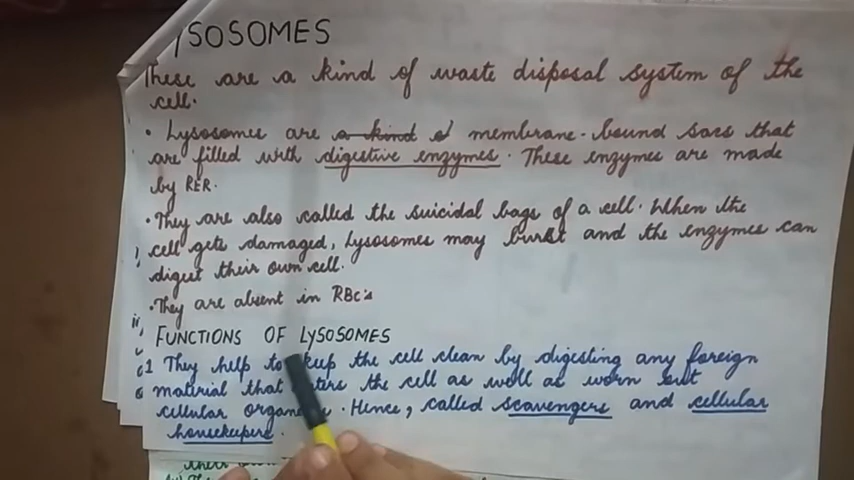 LYSOSOMES
These are a kind of waste disposal system of the
cell.
• Lysosomes are a kind of membrane-bound sacs that
are filled with digestive enzymes. These enzymes are made
by RER.
• They are also called the suicidal bags of a cell. When the
cell gets damaged, lysosomes may burst and the enzymes can
digest their own cell.
• They are absent in RBC's
FUNCTIONS OF LYSOSOMES
1 They help to keep the cell clean by digesting any foreign
material that enters the cell as well as worn out
cellular. Hence, called scavengers and cellular
housekeepers.
their